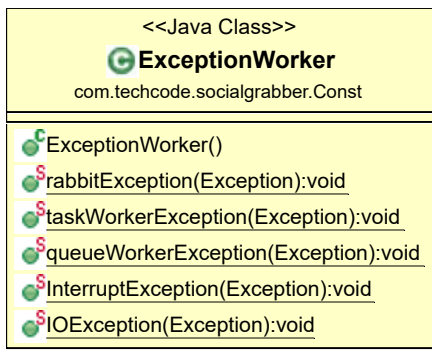 <<Java Class>>
C ExceptionWorker
com.techcode.socialgrabber.Const
C ExceptionWorker()
S rabbitException(Exception):void
S taskWorkerException(Exception):void
S queueWorkerException(Exception):void
S InterruptException(Exception):void
S IOException(Exception):void